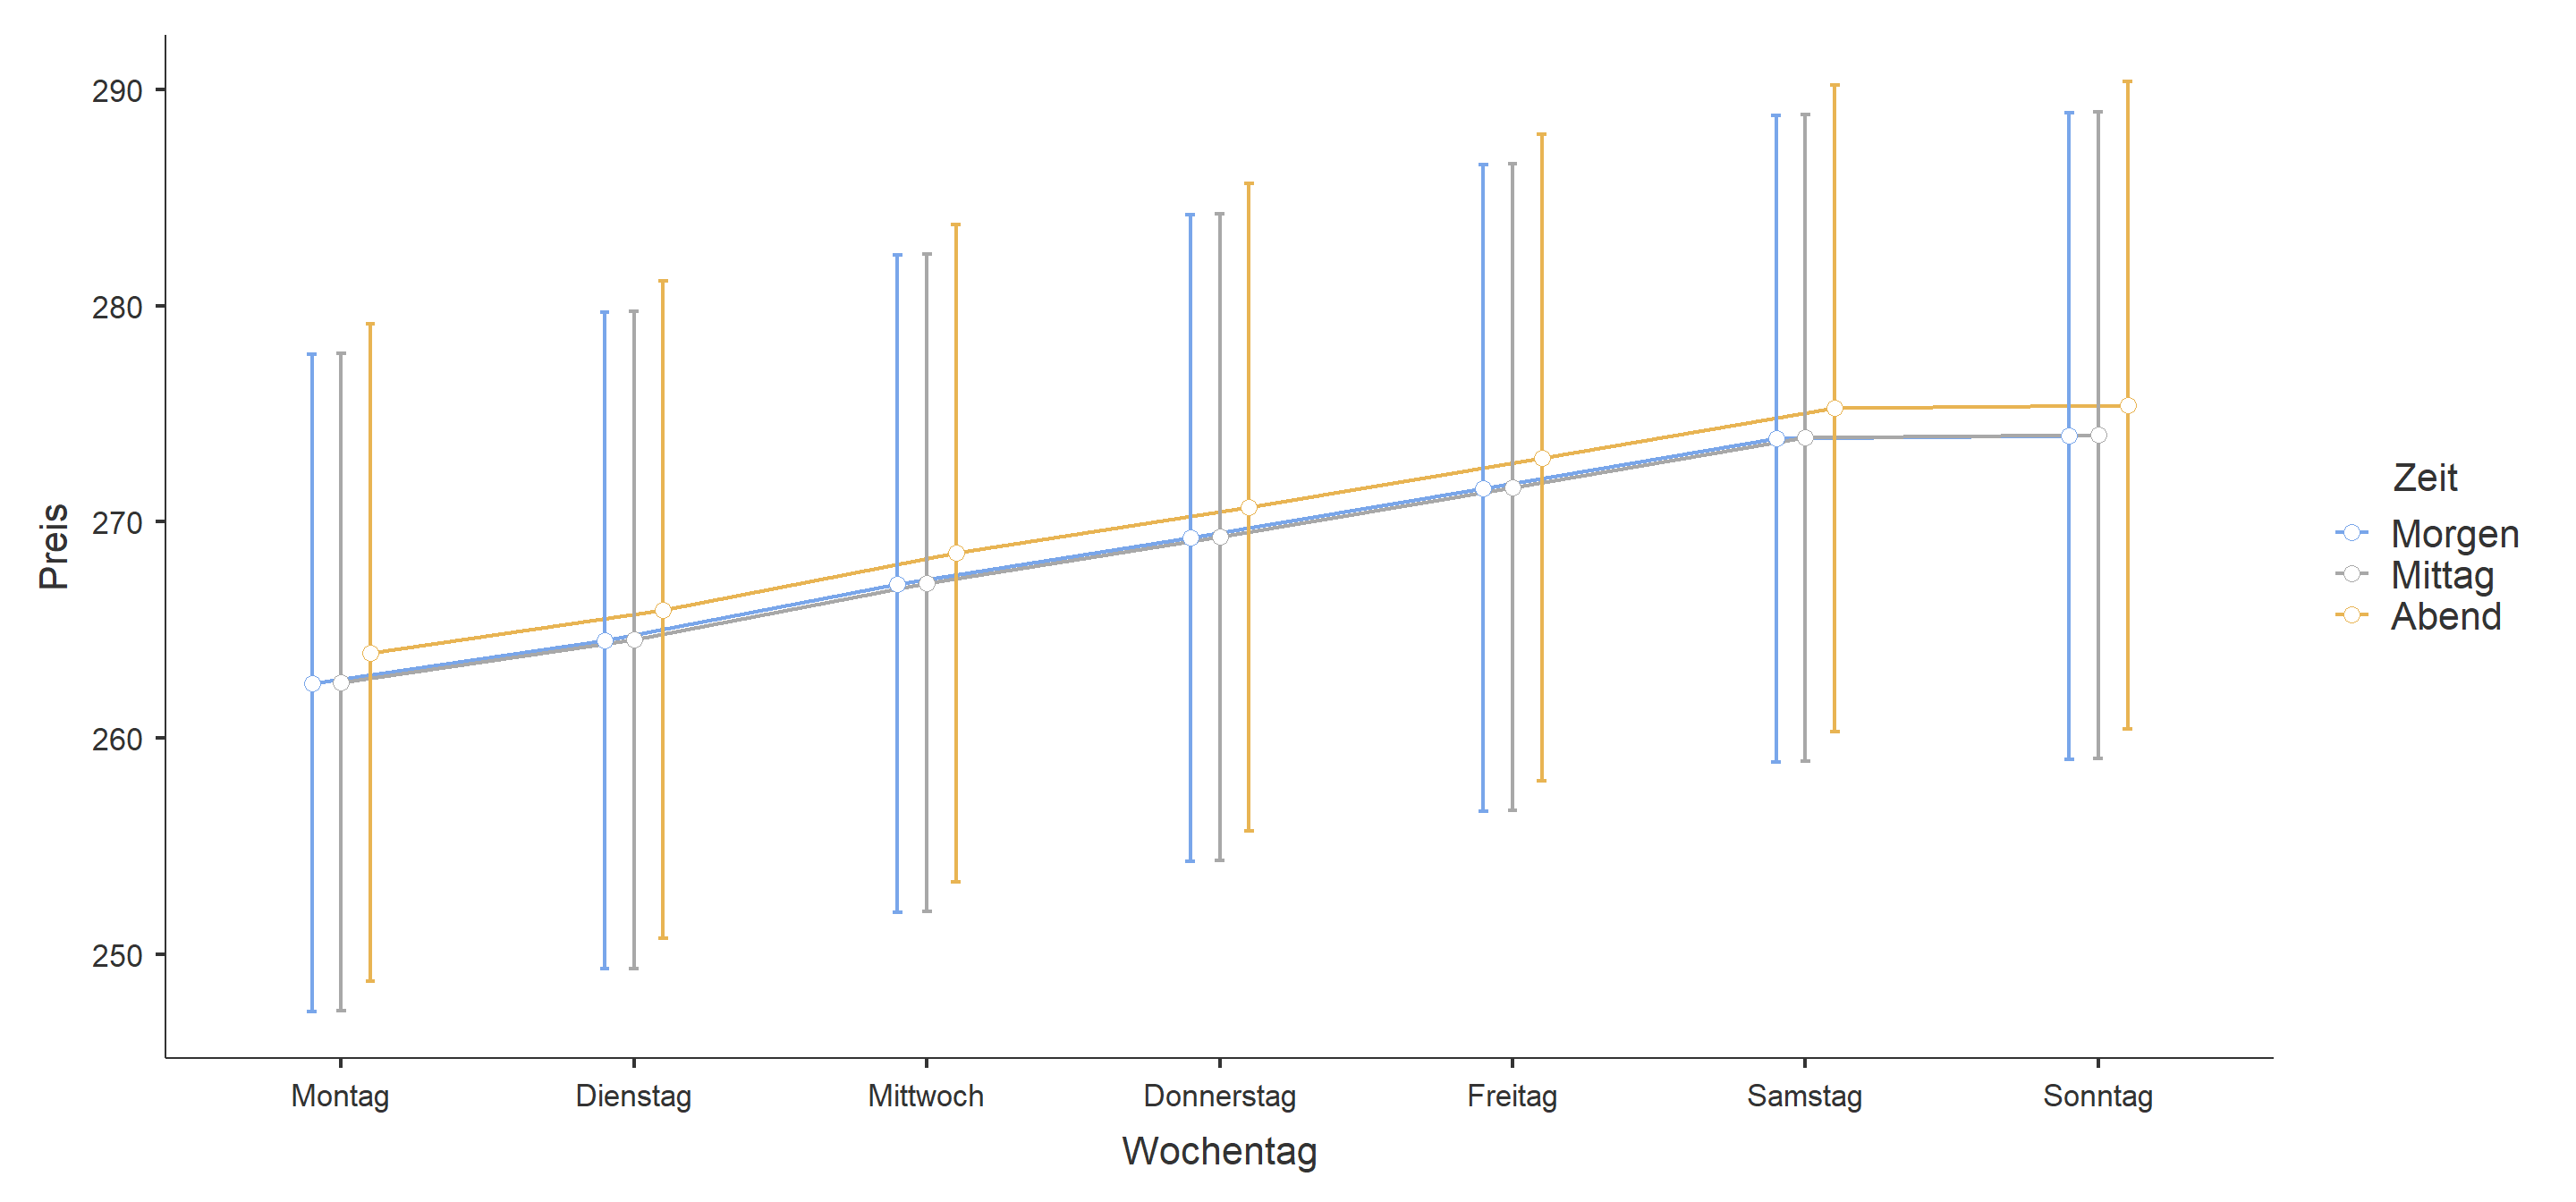 290
280
270
260
250
Preis
Montag
Dienstag
Mittwoch
Donnerstag
Freitag
Samstag
Sonntag
Wochentag
Zeit
Morgen
Mittag
Abend